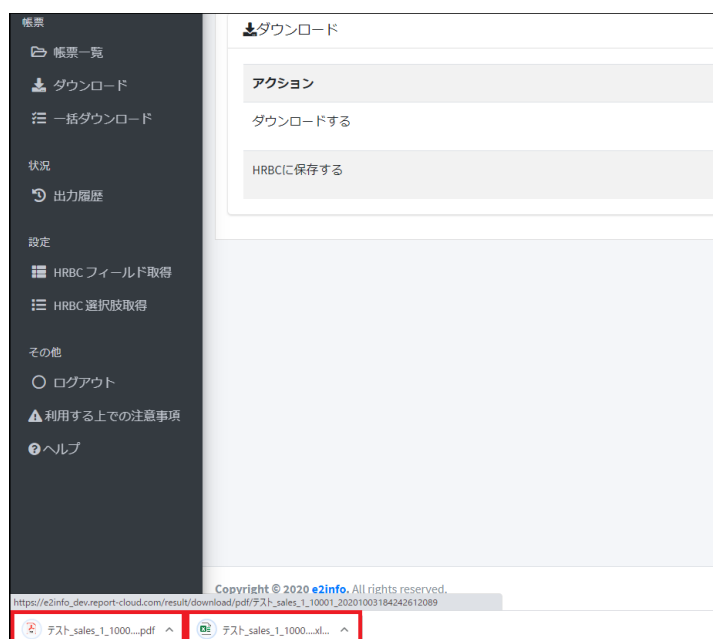 帳票
帳票一覧
ダウンロード
一括ダウンロード
状況
出力履歴
設定
HRBC フィールド取得
HRBC 選択肢取得
その他
ログアウト
利用する上での注意事項
ヘルプ
ダウンロード
アクション
ダウンロードする
HRBCに保存する
Copyright © 2020 e2info. All rights reserved.
https://e2info_dev.report-cloud.com/result/download/pdf/テスト_sales_1_10001_20201003184242612089
テスト_sales_1_1000....pdf
テスト_sales_1_1000....xl...